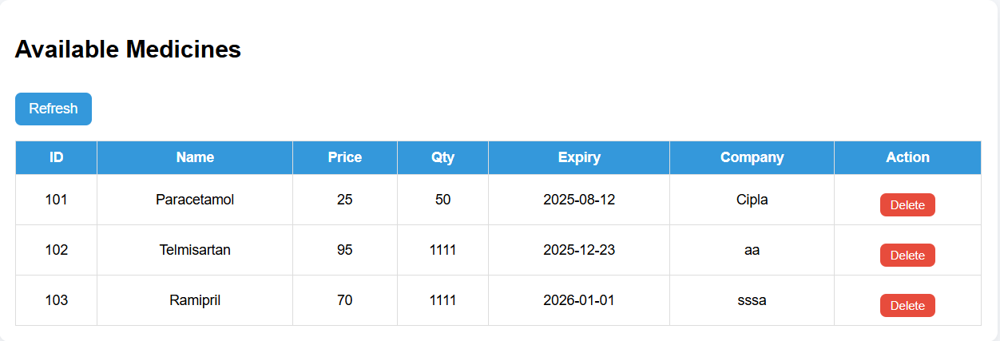 Available Medicines
Refresh
ID Name Price Qty Expiry Company Action
101 Paracetamol 25 50 2025-08-12 Cipla Delete
102 Telmisartan 95 1111 2025-12-23 aa Delete
103 Ramipril 70 1111 2026-01-01 sssa Delete